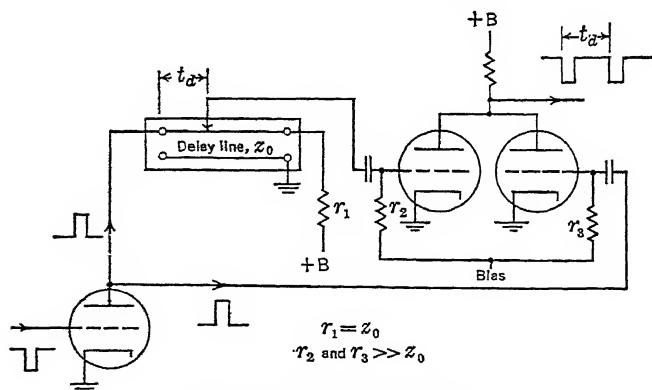 +B
t_d
t_d
Delay line, z_0
r_1
+B
r_2
r_3
Bias
r_1 = z_0
r_2 and r_3 >> z_0